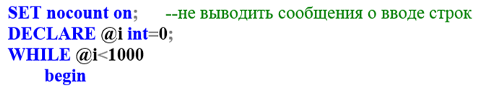 SET nocount on;      --не выводить сообщения о вводе строк
DECLARE @i int=0;
WHILE @i<1000
begin